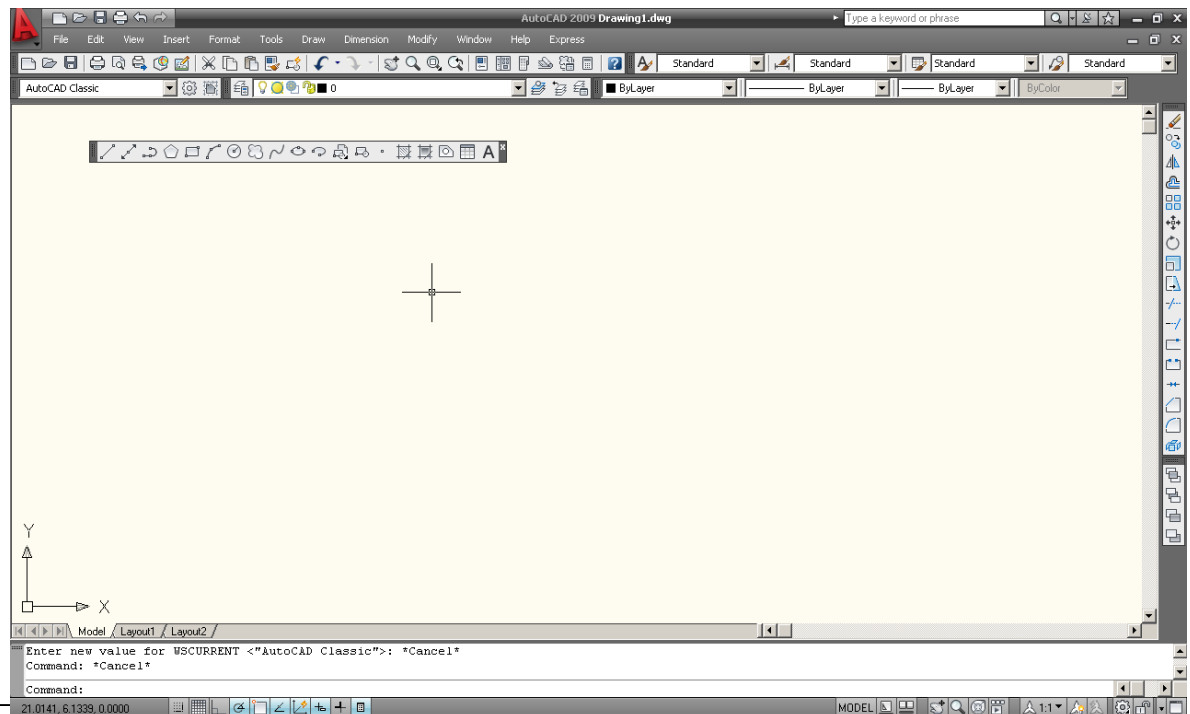 AutoCAD 2009 Drawing1.dwg
Type a keyword or phrase
File Edit View Insert Format Tools Draw Dimension Modify Window Help Express
Standard Standard Standard Standard
AutoCAD Classic 0 ByLayer ByLayer ByLayer ByColor
A
Y
X
Model Layout1 Layout2
Enter new value for WSCURRENT <"AutoCAD Classic">: *Cancel*
Command: *Cancel*
Command:
21.0141, 6.1339, 0.0000 MODEL 1:1